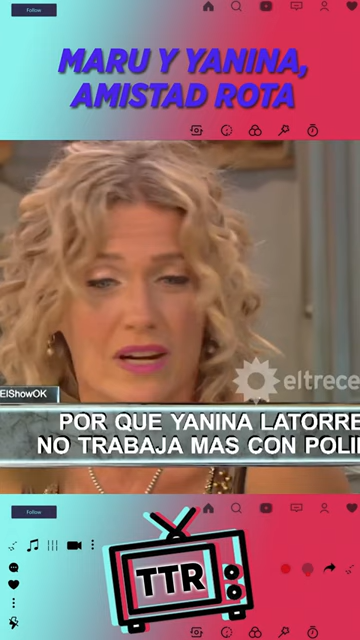 Follow
MARU Y YANINA,
AMISTAD ROTA
ElShowOK
eltrece
POR QUE YANINA LATORRE
NO TRABAJA MAS CON POLI
Follow
TTR